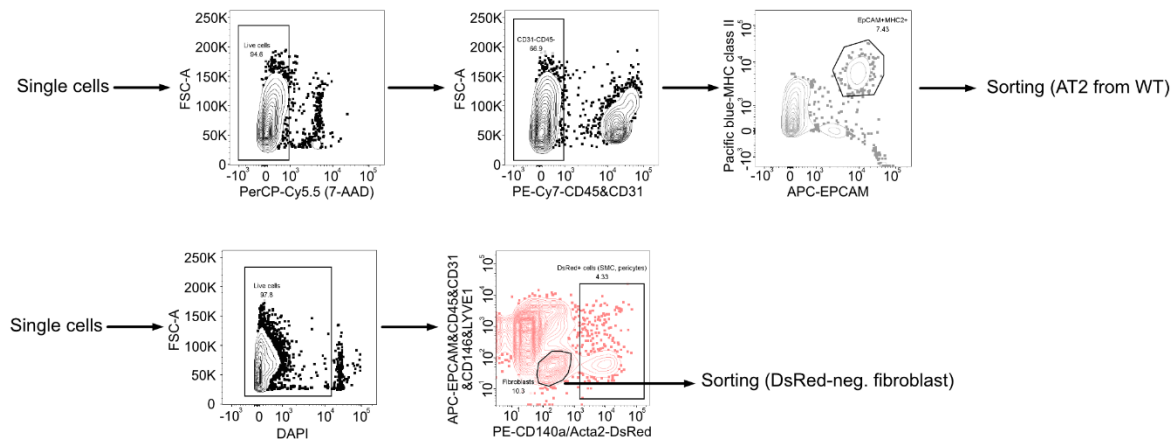 Single cells
250K
200K
150K
100K
50K
0
FSC-A
Live cells
94.6
-10³ 0 10³ 10⁴ 10⁵
PerCP-Cy5.5 (7-AAD)
250K
200K
150K
100K
50K
0
FSC-A
CD31-CD45-
66.9
-10³ 0 10³ 10⁴ 10⁵
PE-Cy7-CD45&CD31
Pacific blue-MHC class II
10⁵
10⁴
10³
0
-10³
EpCAM+MHC2+
7.45
-10³ 0 10³ 10⁴ 10⁵
APC-EPCAM
Sorting (AT2 from WT)
Single cells
250K
200K
150K
100K
50K
0
FSC-A
Live cells
97.8
-10³ 0 10³ 10⁴ 10⁵
DAPI
APC-EPCAM&CD45&CD31
&CD146&LYVE1
10⁵
10⁴
10³
10²
10¹
DsRed+ cells (SMC, pericytes)
4.33
Fibroblasts
10.3
10¹ 10² 10³ 10⁴ 10⁵
PE-CD140a/Acta2-DsRed
Sorting (DsRed-neg. fibroblast)